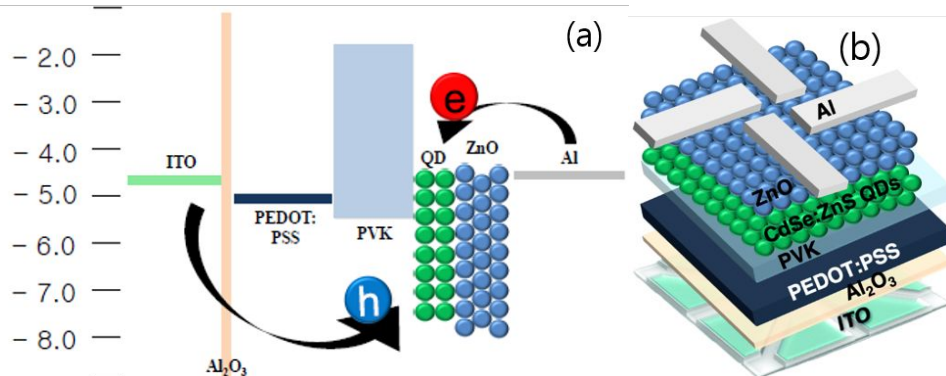 (a)
- 2.0
- 3.0
- 4.0
- 5.0
- 6.0
- 7.0
- 8.0
ITO
Al₂O₃
PEDOT:
PSS
PVK
QD
ZnO
Al
e
h
(b)
Al
ZnO
CdSe:ZnS QDs
PVK
PEDOT:PSS
Al₂O₃
ITO